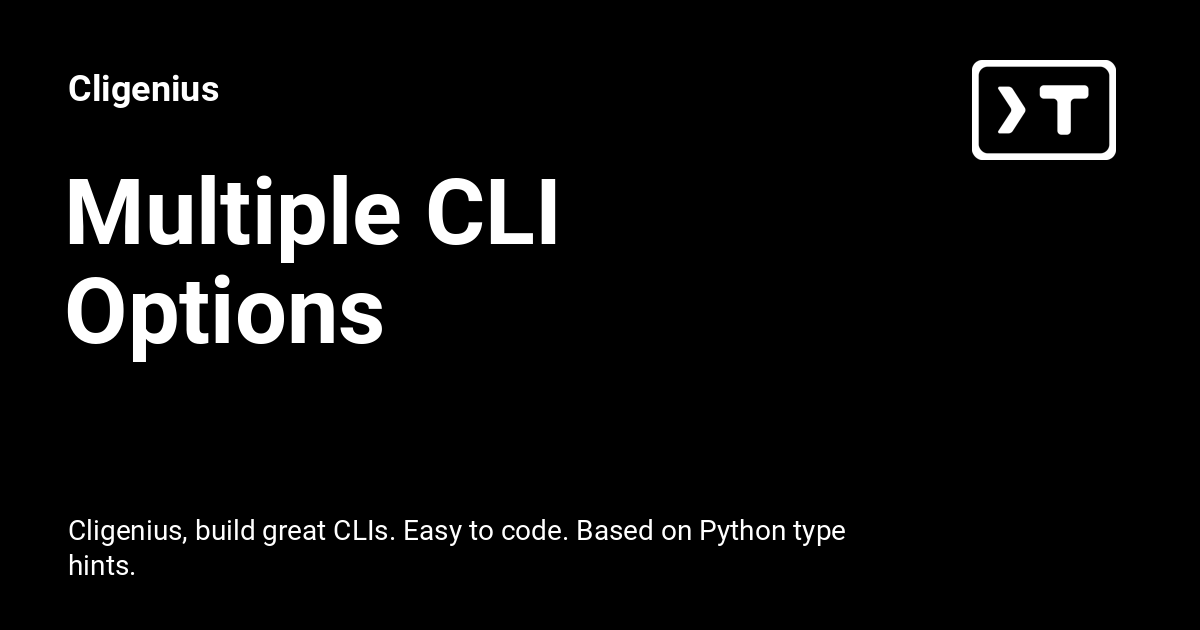 Cligenius
❯ T
Multiple CLI
Options
Cligenius, build great CLIs. Easy to code. Based on Python type
hints.